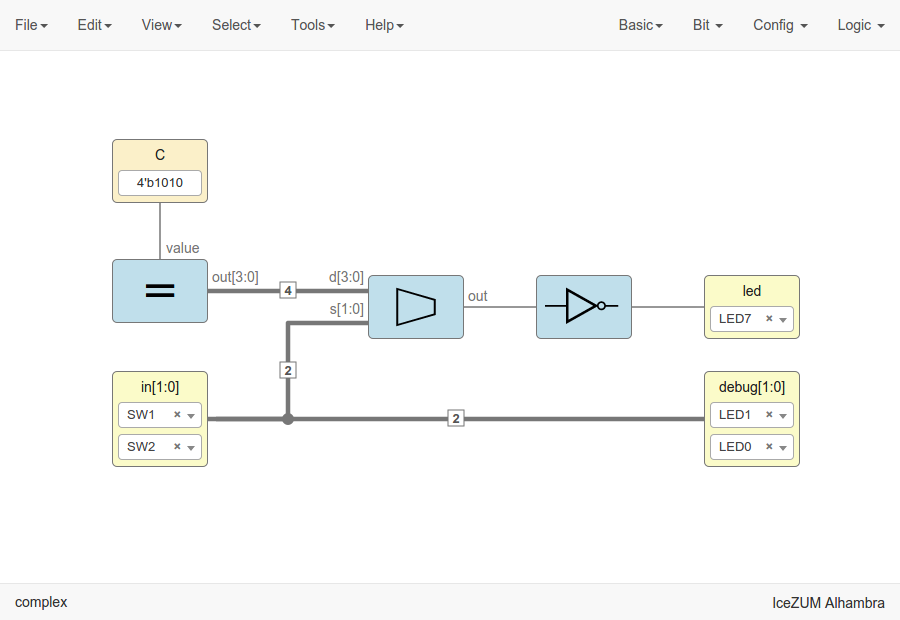 File Edit View Select Tools Help Basic Bit Config Logic
C
4'b1010
value
out[3:0]
4
d[3:0]
s[1:0]
out
led
LED7 ×
2
in[1:0]
SW1 ×
SW2 ×
2
debug[1:0]
LED1 ×
LED0 ×
complex
IceZUM Alhambra